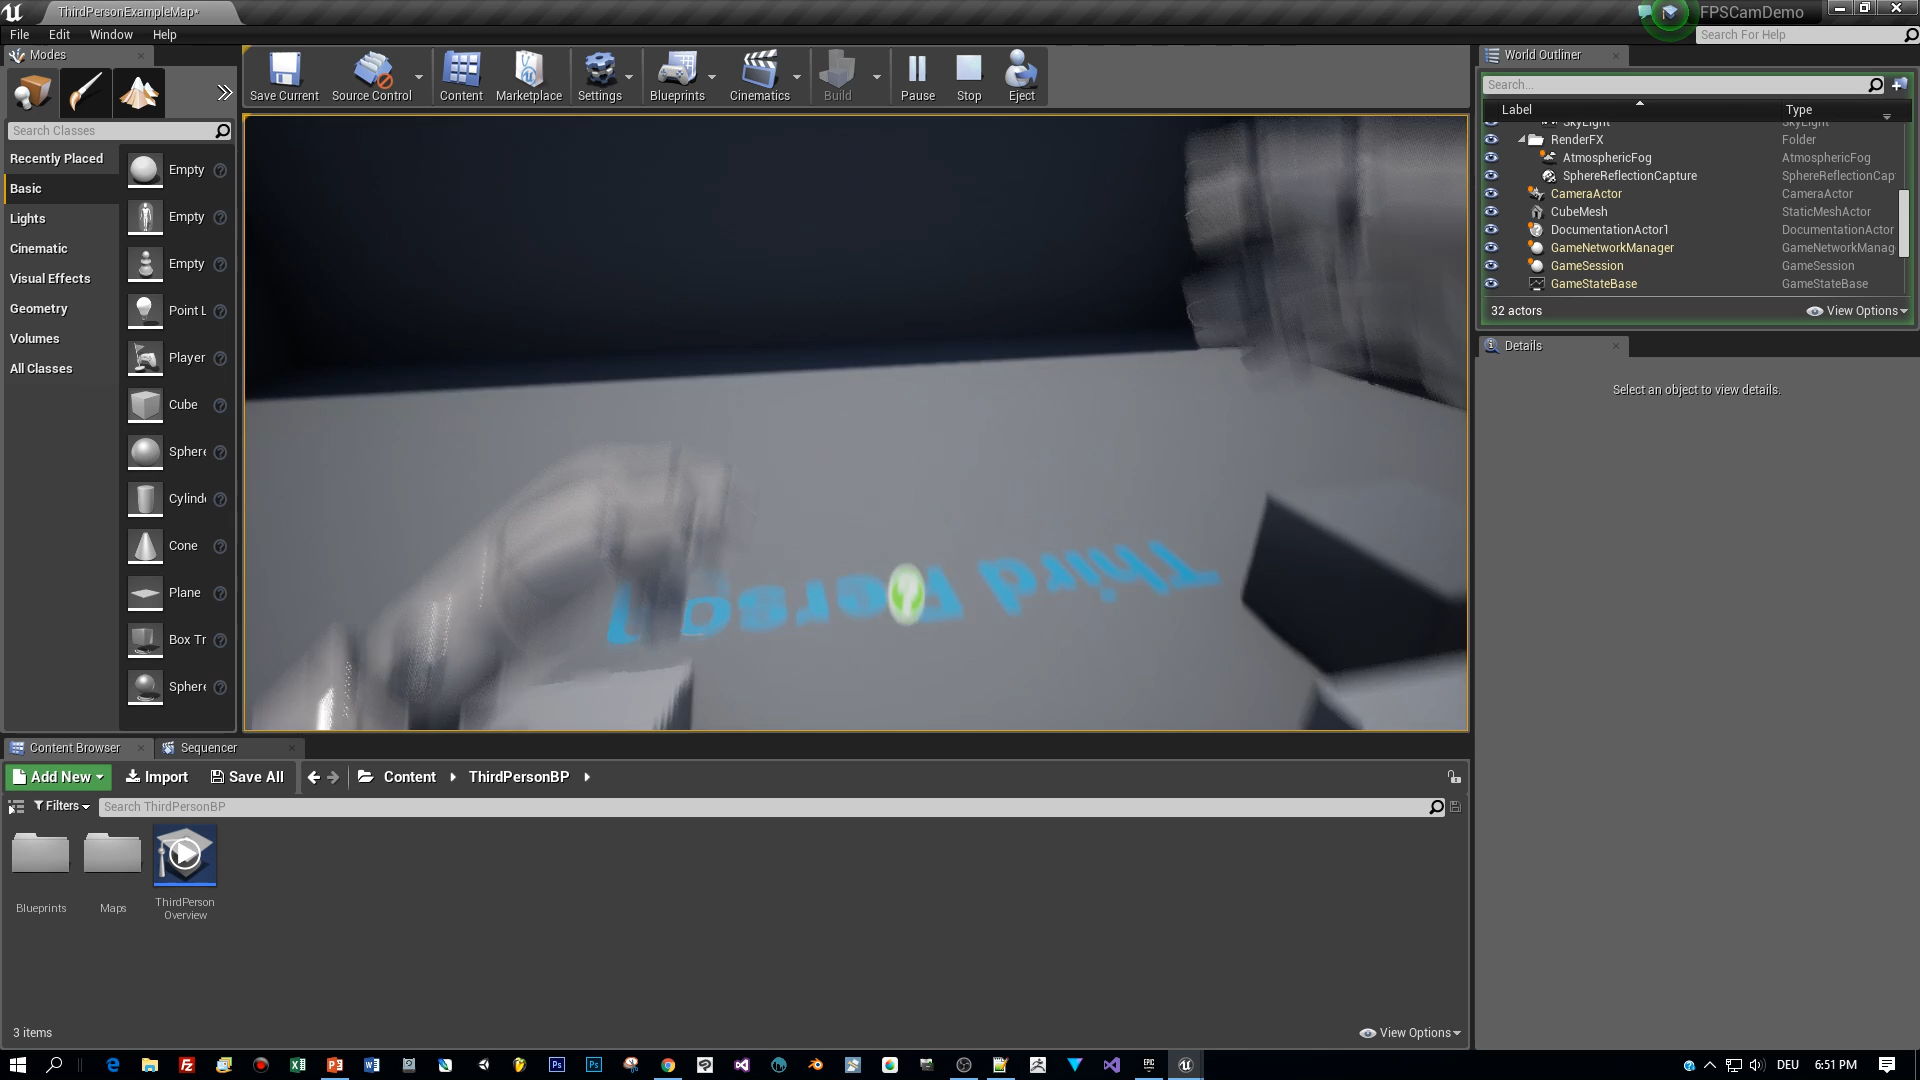 ThirdPersonExampleMap*
FPSCamDemo
File Edit Window Help
Search For Help
Modes
World Outliner
Save Current
Source Control
Content
Marketplace
Settings
Blueprints
Cinematics
Build
Pause
Stop
Eject
Search...
Label Type
SkyLight SkyLight
RenderFX Folder
AtmosphericFog AtmosphericFog
SphereReflectionCapture SphereReflectionCap
CameraActor CameraActor
CubeMesh StaticMeshActor
DocumentationActor1 DocumentationActor
GameNetworkManager GameNetworkManag
GameSession GameSession
GameStateBase GameStateBase
32 actors
View Options
Details
Select an object to view details.
Search Classes
Recently Placed
Basic
Lights
Cinematic
Visual Effects
Geometry
Volumes
All Classes
Empty
Empty
Empty
Point L
Player
Cube
Sphere
Cylinde
Cone
Plane
Box Tr
Sphere
Third Person
Content Browser
Sequencer
Add New
Import
Save All
Content
ThirdPersonBP
Filters
Search ThirdPersonBP
Blueprints
Maps
ThirdPerson
Overview
3 items
View Options
DEU
6:51 PM